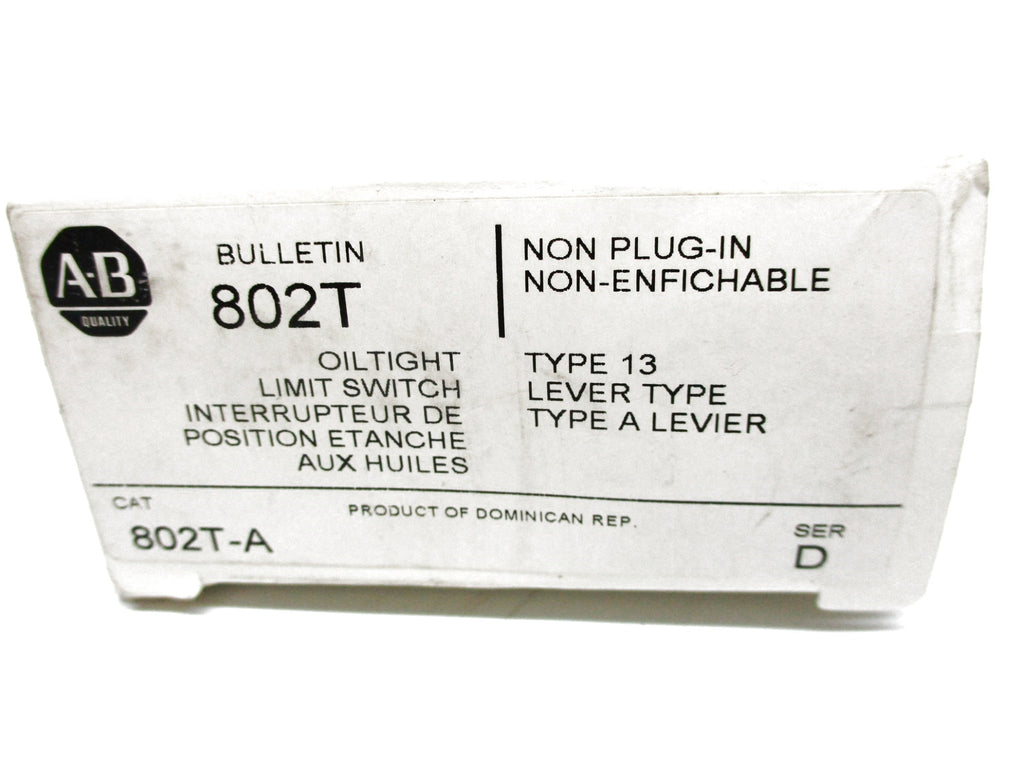 A-B
QUALITY
BULLETIN
802T
OILTIGHT
LIMIT SWITCH
INTERRUPTEUR DE
POSITION ETANCHE
AUX HUILES
NON PLUG-IN
NON-ENFICHABLE
TYPE 13
LEVER TYPE
TYPE A LEVIER
CAT
802T-A
PRODUCT OF DOMINICAN REP.
SER
D